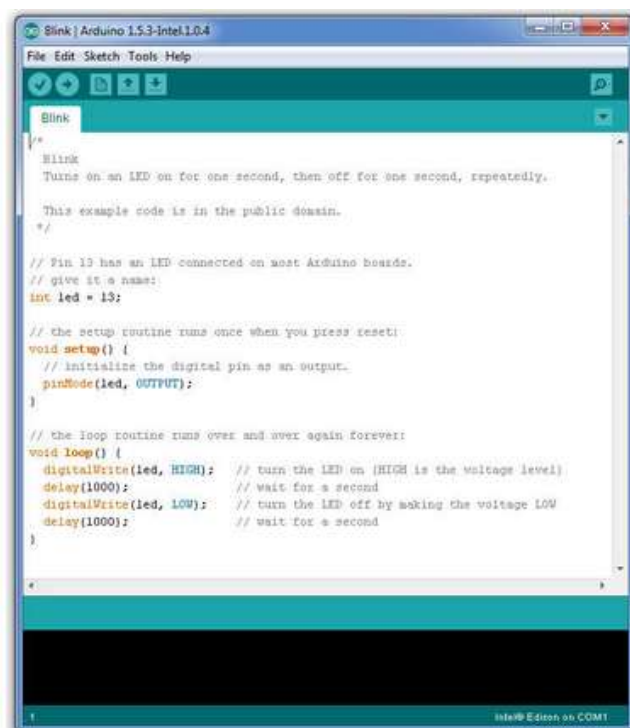 Blink | Arduino 1.5.3-Intel.1.0.4
File Edit Sketch Tools Help
Blink
/*
  Blink
  Turns on an LED on for one second, then off for one second, repeatedly.

  This example code is in the public domain.
 */

// Pin 13 has an LED connected on most Arduino boards.
// give it a name:
int led = 13;

// the setup routine runs once when you press reset:
void setup() {
  // initialize the digital pin as an output.
  pinMode(led, OUTPUT);
}

// the loop routine runs over and over again forever:
void loop() {
  digitalWrite(led, HIGH);   // turn the LED on (HIGH is the voltage level)
  delay(1000);               // wait for a second
  digitalWrite(led, LOW);    // turn the LED off by making the voltage LOW
  delay(1000);               // wait for a second
}
1
Intel® Edison on COM1